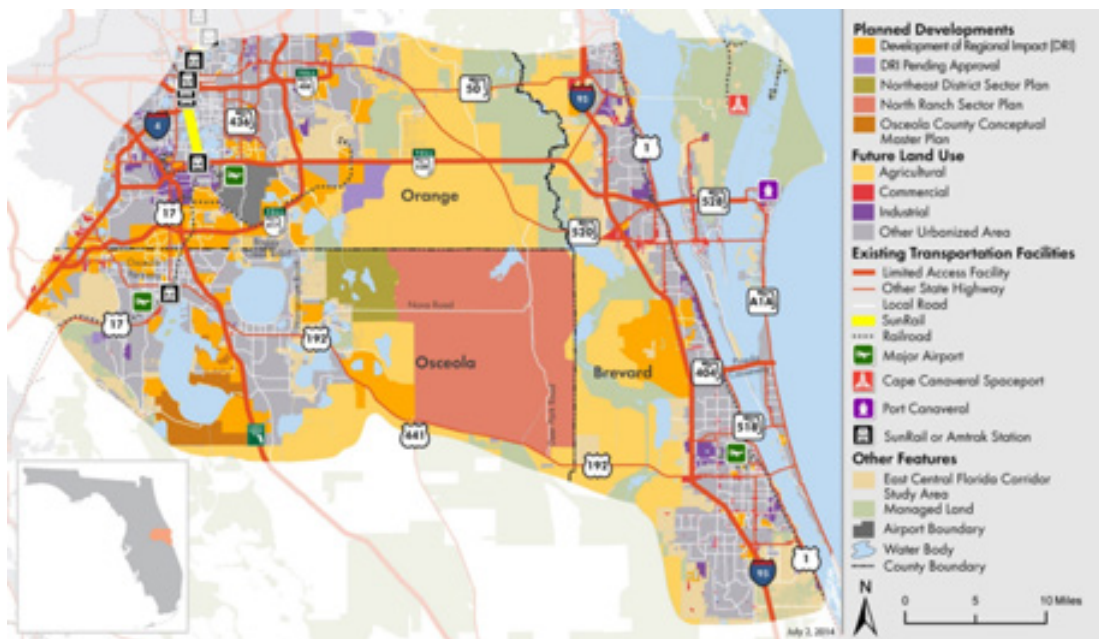 Planned Developments
Development of Regional Impact (DRI)
DRI Pending Approval
Northeast District Sector Plan
North Ranch Sector Plan
Osceola County Conceptual
Master Plan
Future Land Use
Agricultural
Commercial
Industrial
Other Urbanized Area
Existing Transportation Facilities
Limited Access Facility
Other State Highway
Local Road
SunRail
Railroad
Major Airport
Cape Canaveral Spaceport
Port Canaveral
SunRail or Amtrak Station
Other Features
East Central Florida Corridor
Study Area
Managed Land
Airport Boundary
Water Body
County Boundary
N
0 5 10 Miles
50
95
436
4
1
Orange
17
528
520
A1A
Nova Road
17
192
Osceola
Brevard
404
441
518
192
95
1
July 2, 2014